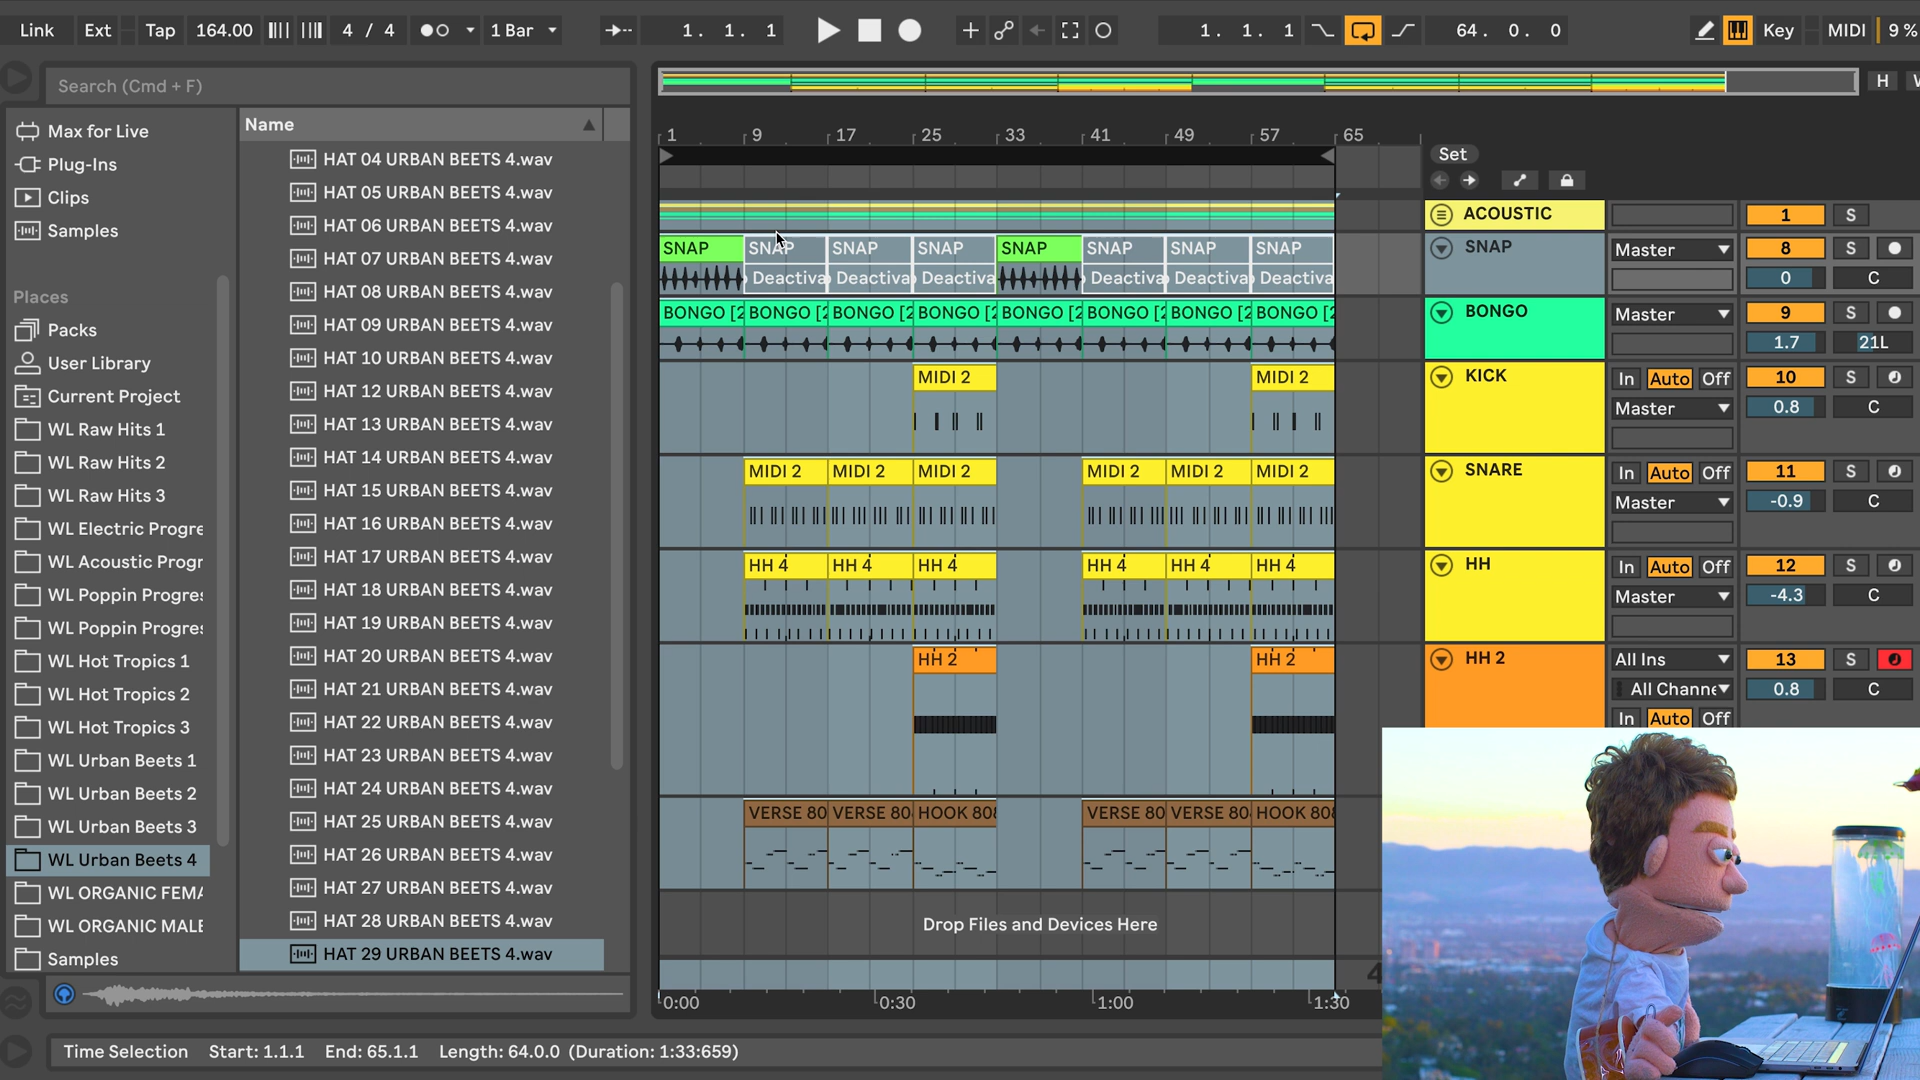 Link Ext Tap 164.00 4 / 4 1 Bar 1. 1. 1 1. 1. 1 64. 0. 0 Key MIDI 9 %
Search (Cmd + F)
H
Max for Live
Plug-Ins
Clips
Samples
Places
Packs
User Library
Current Project
WL Raw Hits 1
WL Raw Hits 2
WL Raw Hits 3
WL Electric Progre
WL Acoustic Progr
WL Poppin Progre
WL Poppin Progre
WL Hot Tropics 1
WL Hot Tropics 2
WL Hot Tropics 3
WL Urban Beets 1
WL Urban Beets 2
WL Urban Beets 3
WL Urban Beets 4
WL ORGANIC FEMA
WL ORGANIC MALE
Samples
Name
HAT 04 URBAN BEETS 4.wav
HAT 05 URBAN BEETS 4.wav
HAT 06 URBAN BEETS 4.wav
HAT 07 URBAN BEETS 4.wav
HAT 08 URBAN BEETS 4.wav
HAT 09 URBAN BEETS 4.wav
HAT 10 URBAN BEETS 4.wav
HAT 12 URBAN BEETS 4.wav
HAT 13 URBAN BEETS 4.wav
HAT 14 URBAN BEETS 4.wav
HAT 15 URBAN BEETS 4.wav
HAT 16 URBAN BEETS 4.wav
HAT 17 URBAN BEETS 4.wav
HAT 18 URBAN BEETS 4.wav
HAT 19 URBAN BEETS 4.wav
HAT 20 URBAN BEETS 4.wav
HAT 21 URBAN BEETS 4.wav
HAT 22 URBAN BEETS 4.wav
HAT 23 URBAN BEETS 4.wav
HAT 24 URBAN BEETS 4.wav
HAT 25 URBAN BEETS 4.wav
HAT 26 URBAN BEETS 4.wav
HAT 27 URBAN BEETS 4.wav
HAT 28 URBAN BEETS 4.wav
HAT 29 URBAN BEETS 4.wav
1 9 17 25 33 41 49 57 65
Set
ACOUSTIC 1 S
SNAP SNAP SNAP SNAP SNAP SNAP SNAP SNAP SNAP Master 8 S
Deactiva Deactiva Deactiva Deactiva Deactiva Deactiva 0 C
BONGO [2 BONGO [2 BONGO [2 BONGO [2 BONGO [2 BONGO [2 BONGO [2 BONGO [2 BONGO Master 9 S
1.7 21L
MIDI 2 MIDI 2 KICK In Auto Off 10 S
Master 0.8 C
MIDI 2 MIDI 2 MIDI 2 MIDI 2 MIDI 2 MIDI 2 SNARE In Auto Off 11 S
Master -0.9 C
HH 4 HH 4 HH 4 HH 4 HH 4 HH 4 HH In Auto Off 12 S
Master -4.3 C
HH 2 HH 2 HH 2 All Ins 13 S
All Channe 0.8 C
In Auto Off
VERSE 80 VERSE 80 HOOK 808 VERSE 80 VERSE 80 HOOK 808
Drop Files and Devices Here
4
0:00 0:30 1:00 1:30
Time Selection Start: 1.1.1 End: 65.1.1 Length: 64.0.0 (Duration: 1:33:659)